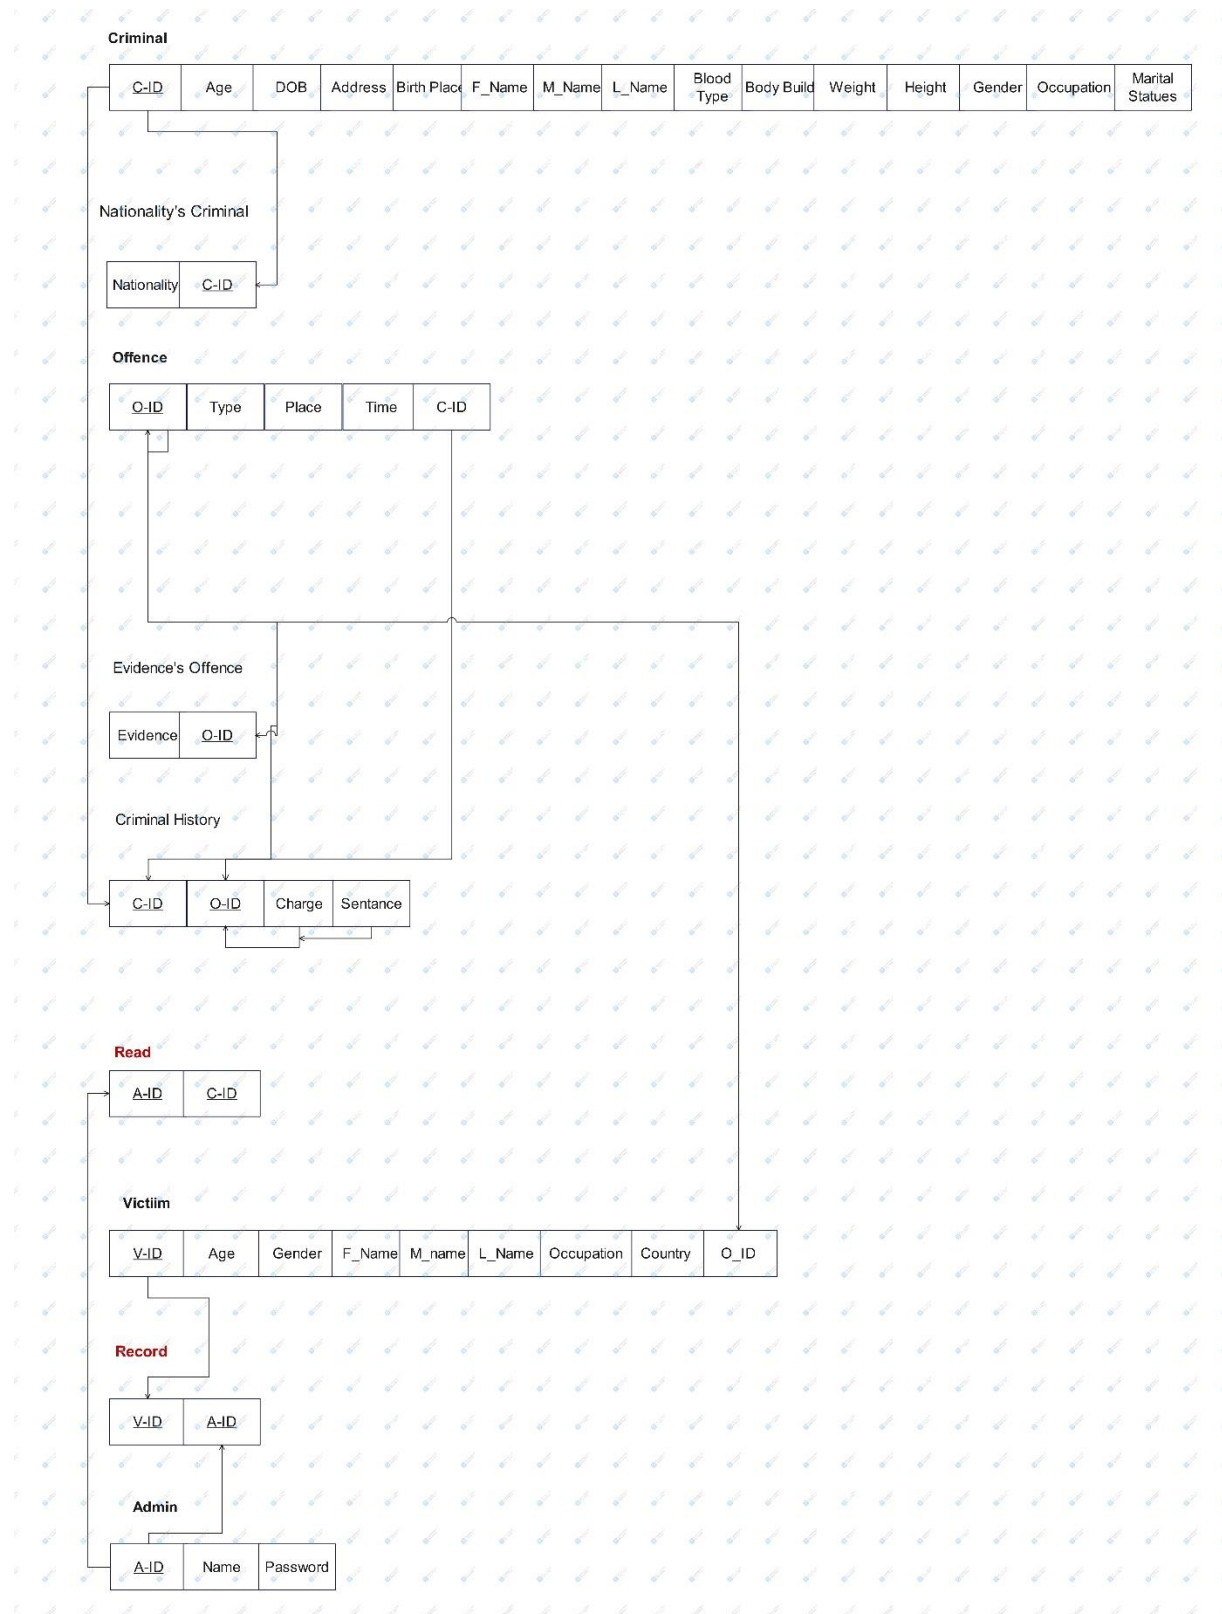 Criminal
C-ID Age DOB Address Birth Place F_Name M_Name L_Name Blood Type Body Build Weight Height Gender Occupation Marital Statues
Nationality's Criminal
Nationality C-ID
Offence
O-ID Type Place Time C-ID
Evidence's Offence
Evidence O-ID
Criminal History
C-ID O-ID Charge Sentance
Read
A-ID C-ID
Victiim
V-ID Age Gender F_Name M_name L_Name Occupation Country O_ID
Record
V-ID A-ID
Admin
A-ID Name Password